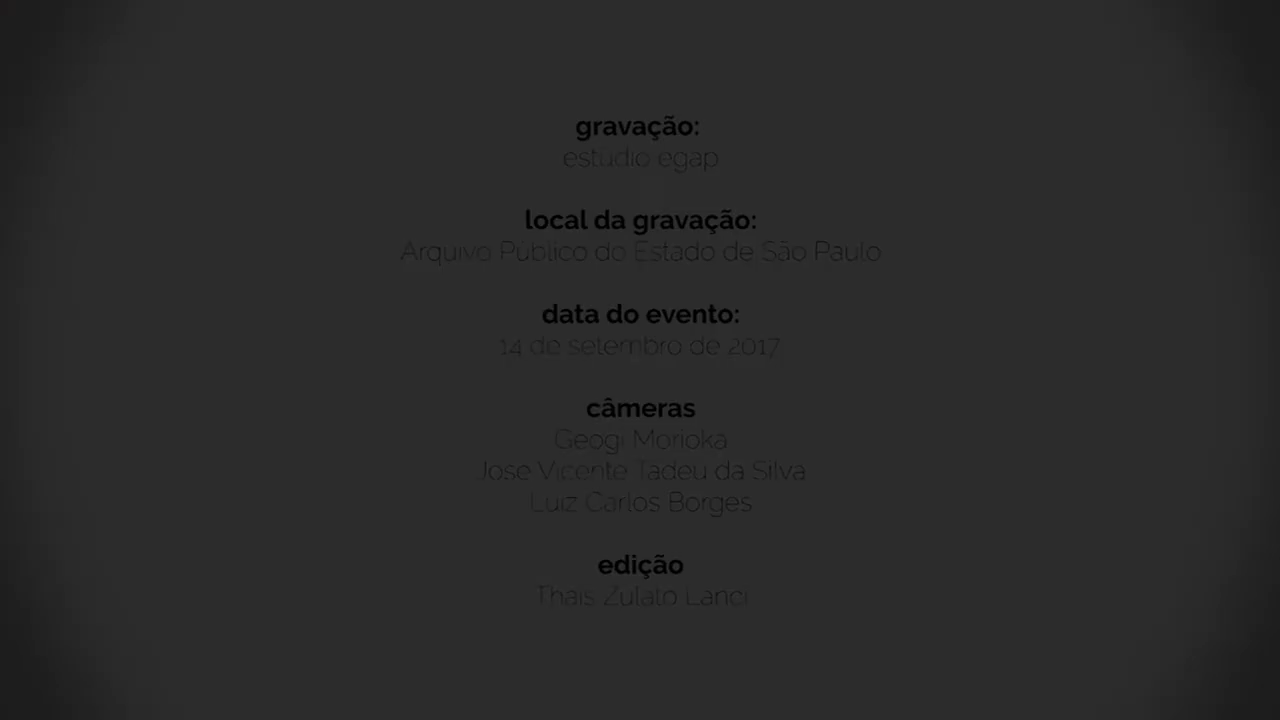 gravação:
estúdio egap
local da gravação:
Arquivo Público do Estado de São Paulo
data do evento:
14 de setembro de 2017
câmeras
Geogi Morioka
Jose Vicente Tadeu da Silva
Luiz Carlos Borges
edição
Thais Zulato Lanci